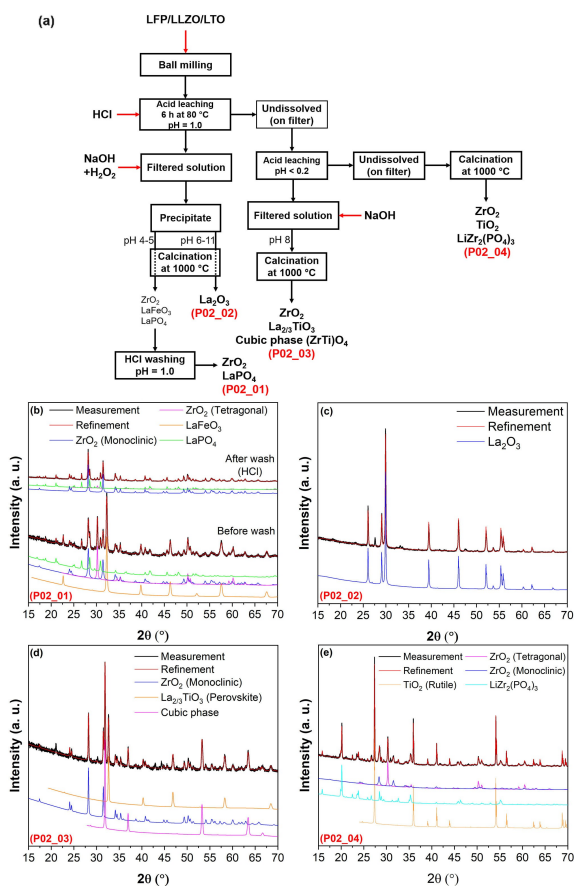 (a)
LFP/LLZO/LTO
Ball milling
HCl
Acid leaching
6 h at 80 °C
pH = 1.0
Undissolved
(on filter)
NaOH
+H₂O₂
Filtered solution
Acid leaching
pH < 0.2
Undissolved
(on filter)
Calcination
at 1000 °C
Precipitate
Filtered solution
NaOH
ZrO₂
TiO₂
LiZr₂(PO₄)₃
(P02_04)
pH 4-5
pH 6-11
pH 8
Calcination
at 1000 °C
Calcination
at 1000 °C
ZrO₂
LaFeO₃
LaPO₄
La₂O₃
(P02_02)
ZrO₂
La₂/₃TiO₃
Cubic phase (ZrTi)O₄
(P02_03)
HCl washing
pH = 1.0
ZrO₂
LaPO₄
(P02_01)
(b)
Measurement
Refinement
ZrO₂ (Monoclinic)
ZrO₂ (Tetragonal)
LaFeO₃
LaPO₄
After wash
(HCl)
Before wash
(P02_01)
Intensity (a. u.)
15 20 25 30 35 40 45 50 55 60 65 70
2θ (°)
(c)
Measurement
Refinement
La₂O₃
(P02_02)
Intensity (a. u.)
15 20 25 30 35 40 45 50 55 60 65 70
2θ (°)
(d)
Measurement
Refinement
ZrO₂ (Monoclinic)
La₂/₃TiO₃ (Perovskite)
Cubic phase
(P02_03)
Intensity (a. u.)
15 20 25 30 35 40 45 50 55 60 65 70
2θ (°)
(e)
Measurement
Refinement
TiO₂ (Rutile)
ZrO₂ (Tetragonal)
ZrO₂ (Monoclinic)
LiZr₂(PO₄)₃
(P02_04)
Intensity (a. u.)
15 20 25 30 35 40 45 50 55 60 65 70
2θ (°)